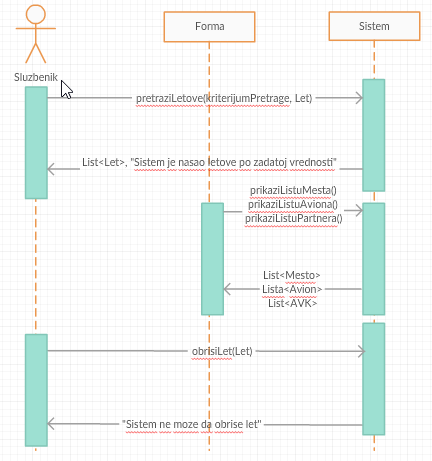 Forma
Sistem
Sluzbenik
pretraziLetove(kriterijumPretrage, Let)
List<Let>, "Sistem je nasao letove po zadatoj vrednosti"
prikaziListuMesta()
prikaziListuAviona()
prikaziListuPartnera()
List<Mesto>
Lista<Avion>
List<AVK>
obrisiLet(Let)
"Sistem ne moze da obrise let"